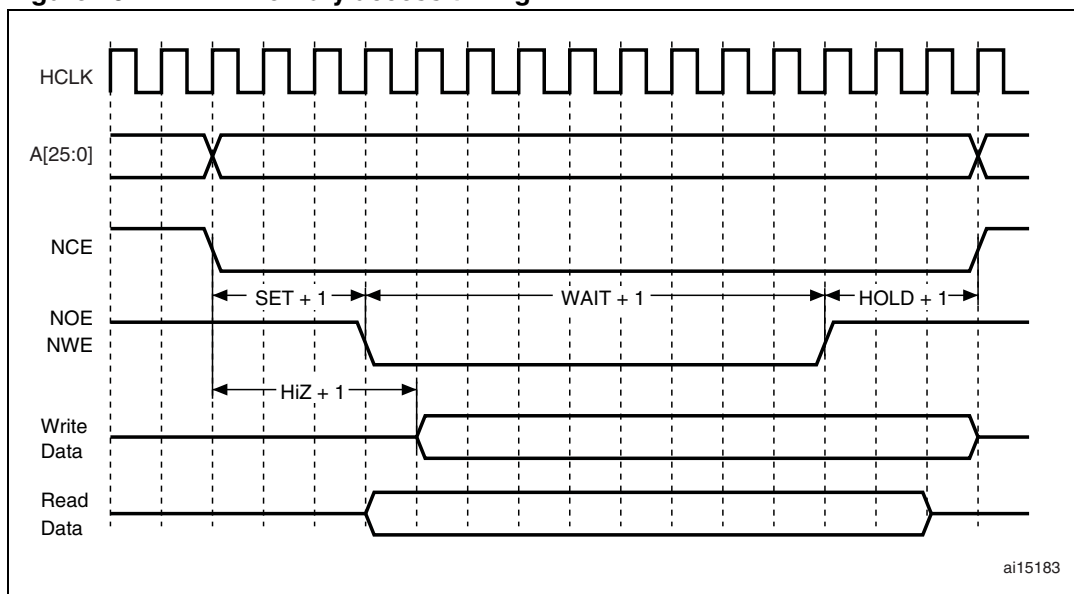 HCLK
A[25:0]
NCE
SET + 1
WAIT + 1
HOLD + 1
NOE
NWE
HiZ + 1
Write
Data
Read
Data
ai15183